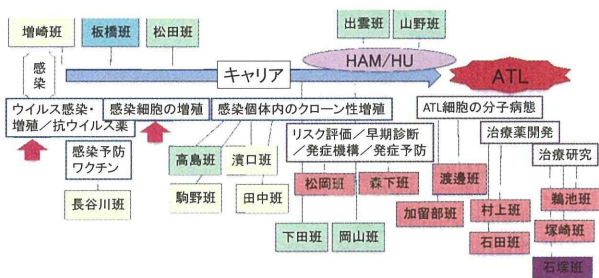 増崎班
板橋班
松田班
出雲班
山野班
感染
キャリア
HAM/HU
ATL
ウイルス感染・
増殖／抗ウイルス薬
感染細胞の増殖
感染個体内のクローン性増殖
ATL細胞の分子病態
リスク評価／早期診断
／発症機構／発症予防
治療薬開発
治療研究
感染予防
ワクチン
長谷川班
高島班
濱口班
駒野班
田中班
松岡班
森下班
渡邊班
加留部班
村上班
鵜池班
塚崎班
石田班
下田班
岡山班
石塚班